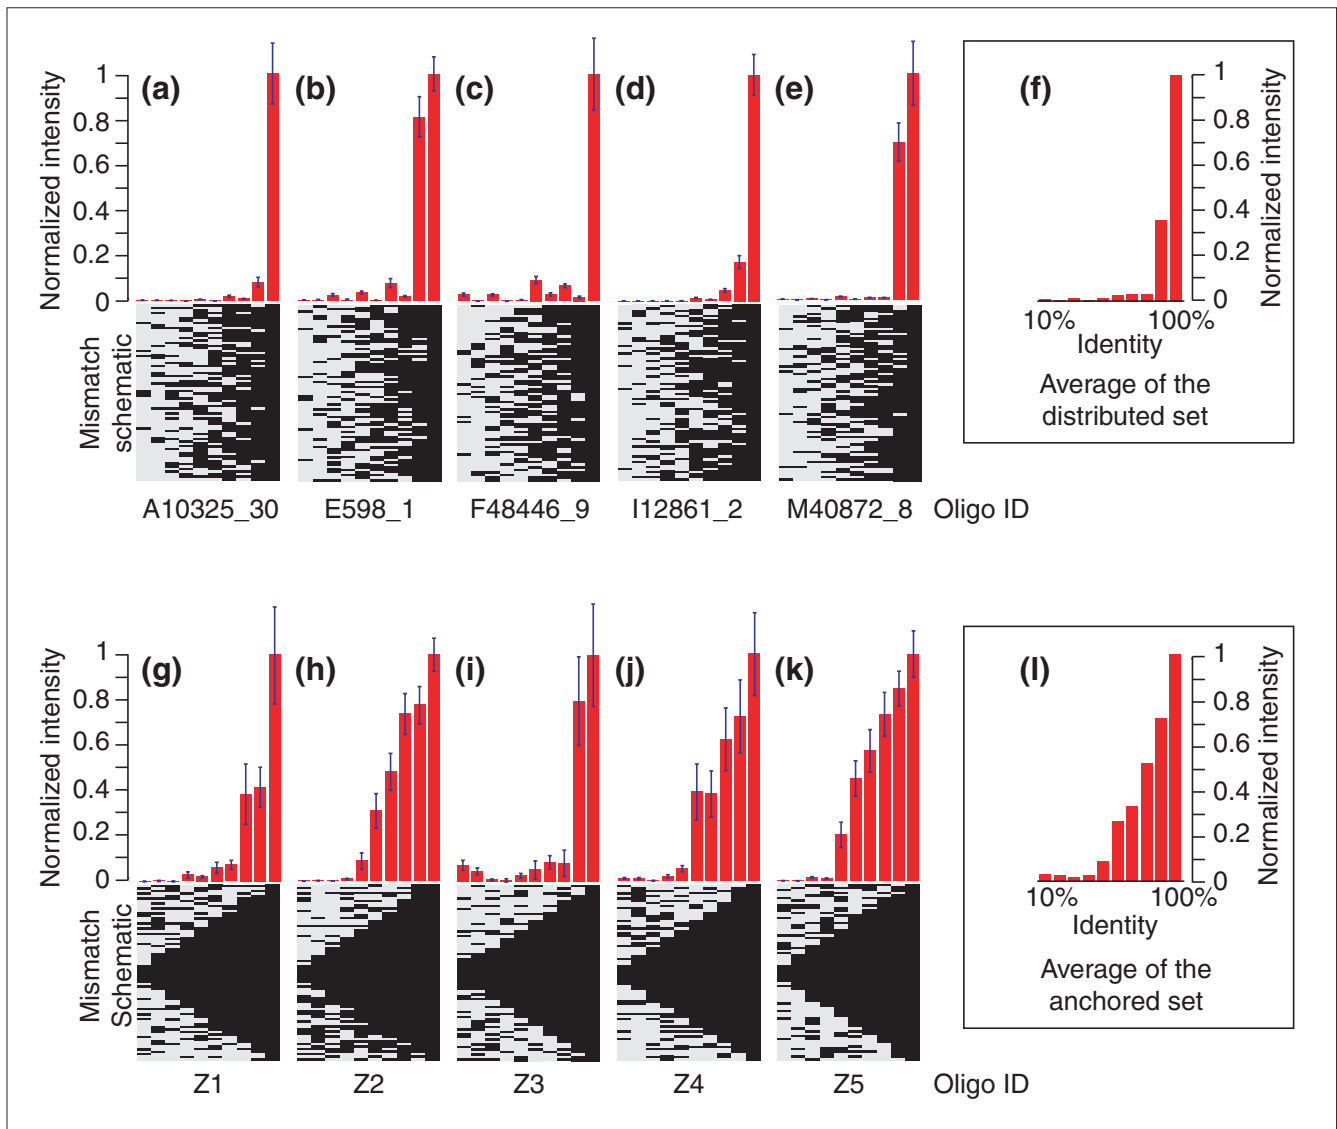 (a) (b) (c) (d) (e) (f)
Normalized intensity
1
0.8
0.6
0.4
0.2
0
Mismatch
schematic
A10325_30 E598_1 F48446_9 I12861_2 M40872_8 Oligo ID
1
0.8
0.6
0.4
0.2
0
Normalized intensity
10% 100%
Identity
Average of the
distributed set
(g) (h) (i) (j) (k) (l)
Normalized intensity
1
0.8
0.6
0.4
0.2
0
Mismatch
Schematic
Z1 Z2 Z3 Z4 Z5 Oligo ID
1
0.8
0.6
0.4
0.2
0
Normalized intensity
10% 100%
Identity
Average of the
anchored set